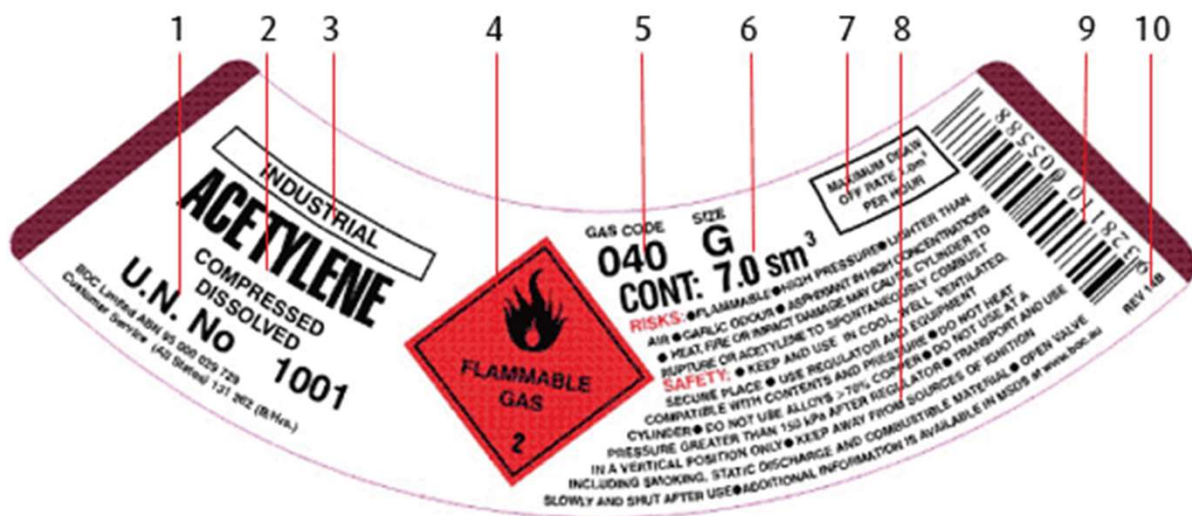 1 2 3 4 5 6 7 8 9 10
INDUSTRIAL
ACETYLENE
COMPRESSED
DISSOLVED
U.N. No 1001
BOC Limited ABN 95 000 029 729
Customer Service (All States) 131 262 (B/Hrs.)
FLAMMABLE
GAS
2
GAS CODE SIZE
040 G
CONT: 7.0 sm³
MAXIMUM DRAW
OFF RATE
PER HOUR
RISKS: ● FLAMMABLE ● HIGH PRESSURE ● LIGHTER THAN
AIR ● GARLIC ODOUR ● ASPHYXIANT IN HIGH CONCENTRATIONS
● HEAT, FIRE OR IMPACT DAMAGE MAY CAUSE CYLINDER TO
RUPTURE OR ACETYLENE TO SPONTANEOUSLY COMBUST
SAFETY: ● KEEP AND USE IN COOL, WELL VENTILATED,
SECURE PLACE ● USE REGULATOR AND EQUIPMENT
COMPATIBLE WITH CONTENTS AND PRESSURE ● DO NOT HEAT
CYLINDER ● DO NOT USE ALLOYS >70% COPPER ● DO NOT USE AT A
PRESSURE GREATER THAN 150 kPa AFTER REGULATOR ● TRANSPORT AND USE
IN A VERTICAL POSITION ONLY ● KEEP AWAY FROM SOURCES OF IGNITION
INCLUDING SMOKING, STATIC DISCHARGE AND COMBUSTIBLE MATERIAL ● OPEN VALVE
SLOWLY AND SHUT AFTER USE ● ADDITIONAL INFORMATION IS AVAILABLE IN MSDS at www.boc.au